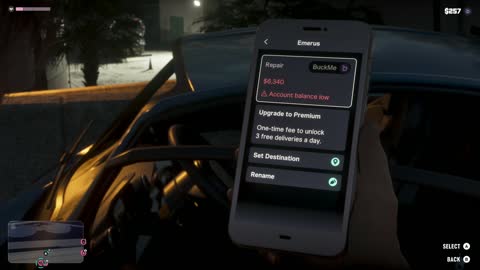 $257
Emerus
Repair
BuckMe
$6,340
Account balance low
Upgrade to Premium
One-time fee to unlock
3 free deliveries a day.
Set Destination
Rename
SELECT A
BACK B